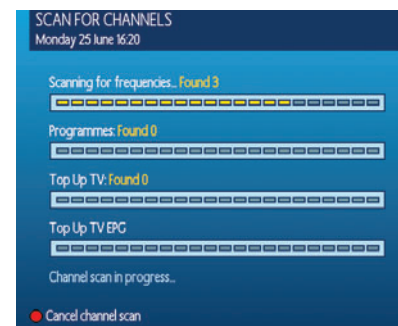 SCAN FOR CHANNELS
Monday 25 June 16:20
Scanning for frequencies... Found 3
Programmes: Found 0
Top Up TV: Found 0
Top Up TV EPG
Channel scan in progress...
Cancel channel scan